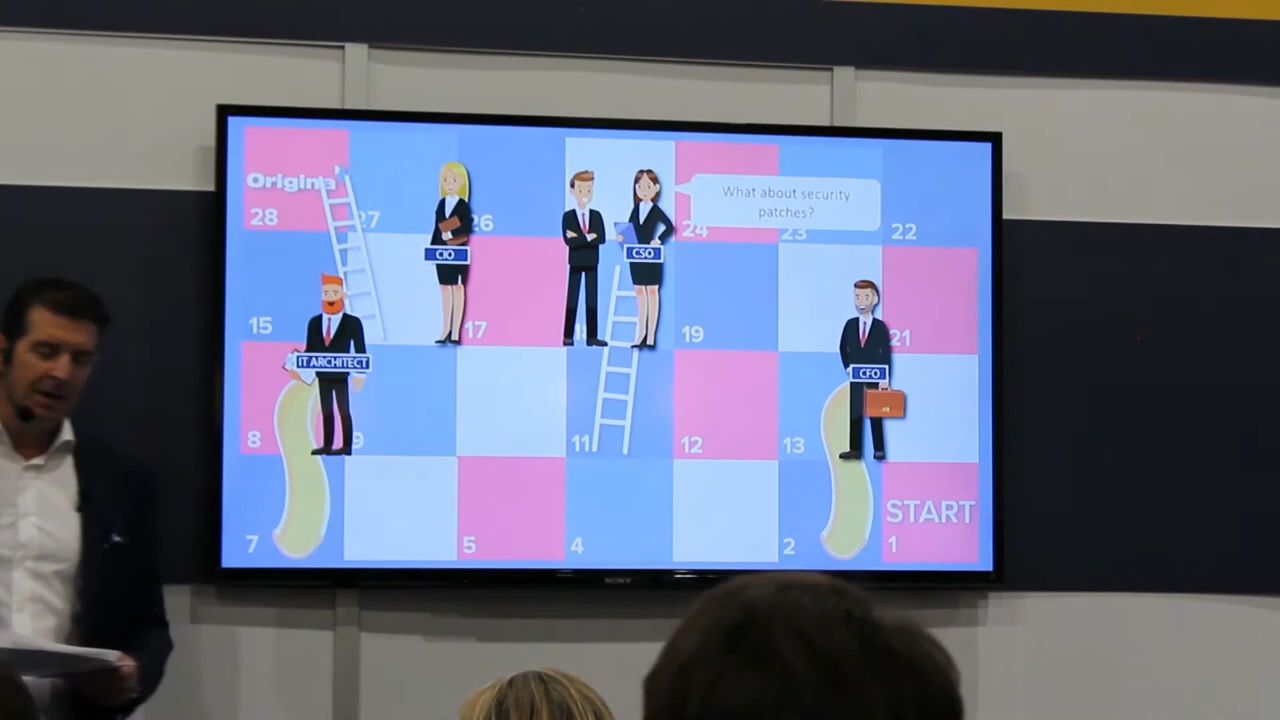 Origina
28
27
CIO
26
CSO
What about security
patches?
24
23
22
15
IT ARCHITECT
17
18
19
CFO
21
8
9
11
12
13
START
7
5
4
2
1
SONY